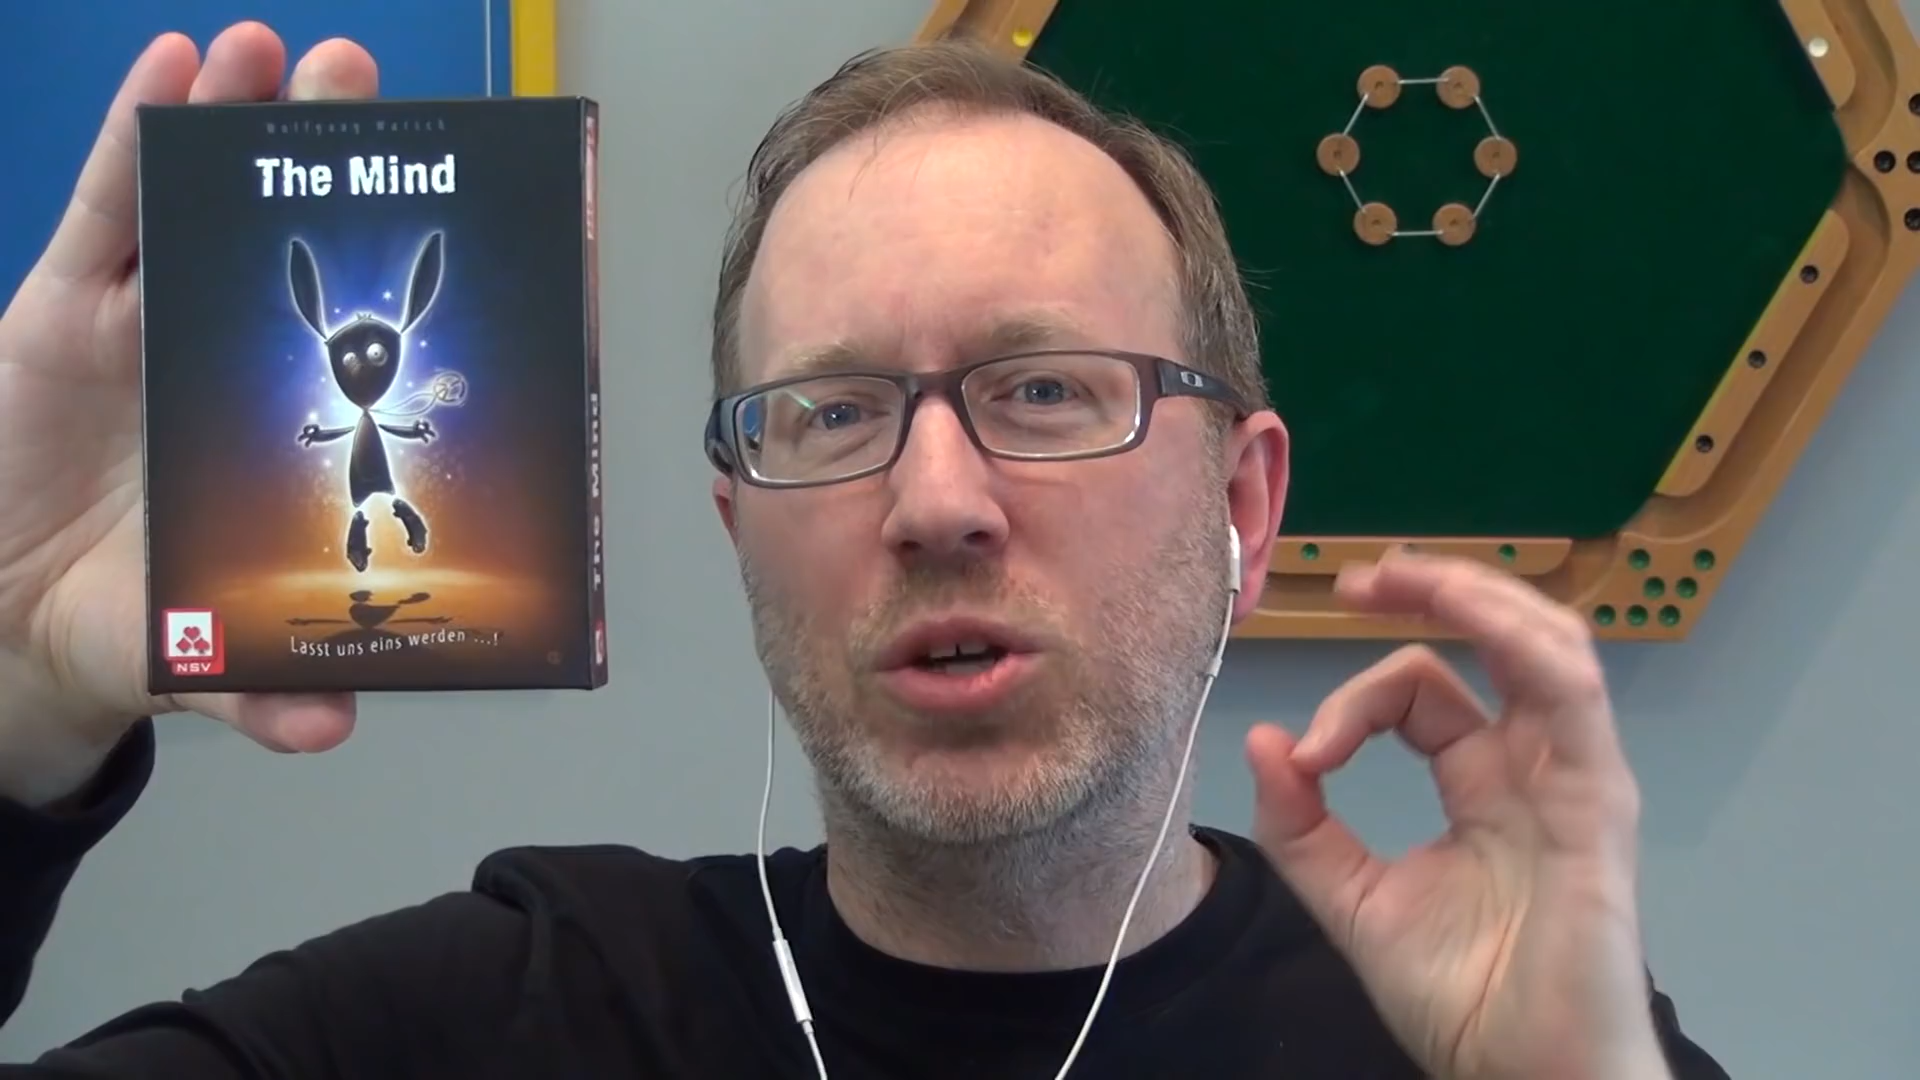 Wolfgang Warsch
The Mind
The Mind
Lasst uns eins werden ...!
NSV